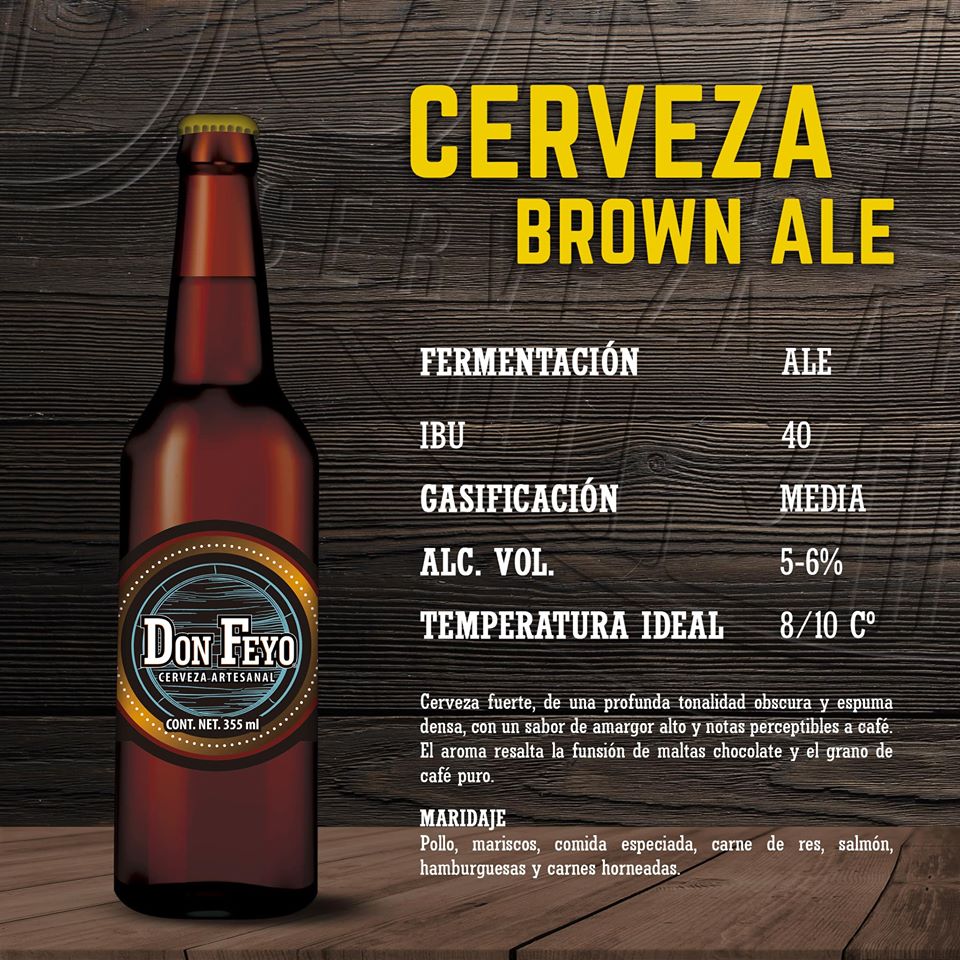 CERVEZA
BROWN ALE
FERMENTACIÓN ALE
IBU 40
GASIFICACIÓN MEDIA
ALC. VOL. 5-6%
TEMPERATURA IDEAL 8/10 Cº
Cerveza fuerte, de una profunda tonalidad obscura y espuma
densa, con un sabor de amargor alto y notas perceptibles a café.
El aroma resalta la funsión de maltas chocolate y el grano de
café puro.
MARIDAJE
Pollo, mariscos, comida especiada, carne de res, salmón,
hamburguesas y carnes horneadas.
DON FEYO
CERVEZA ARTESANAL
CONT. NET. 355 ml